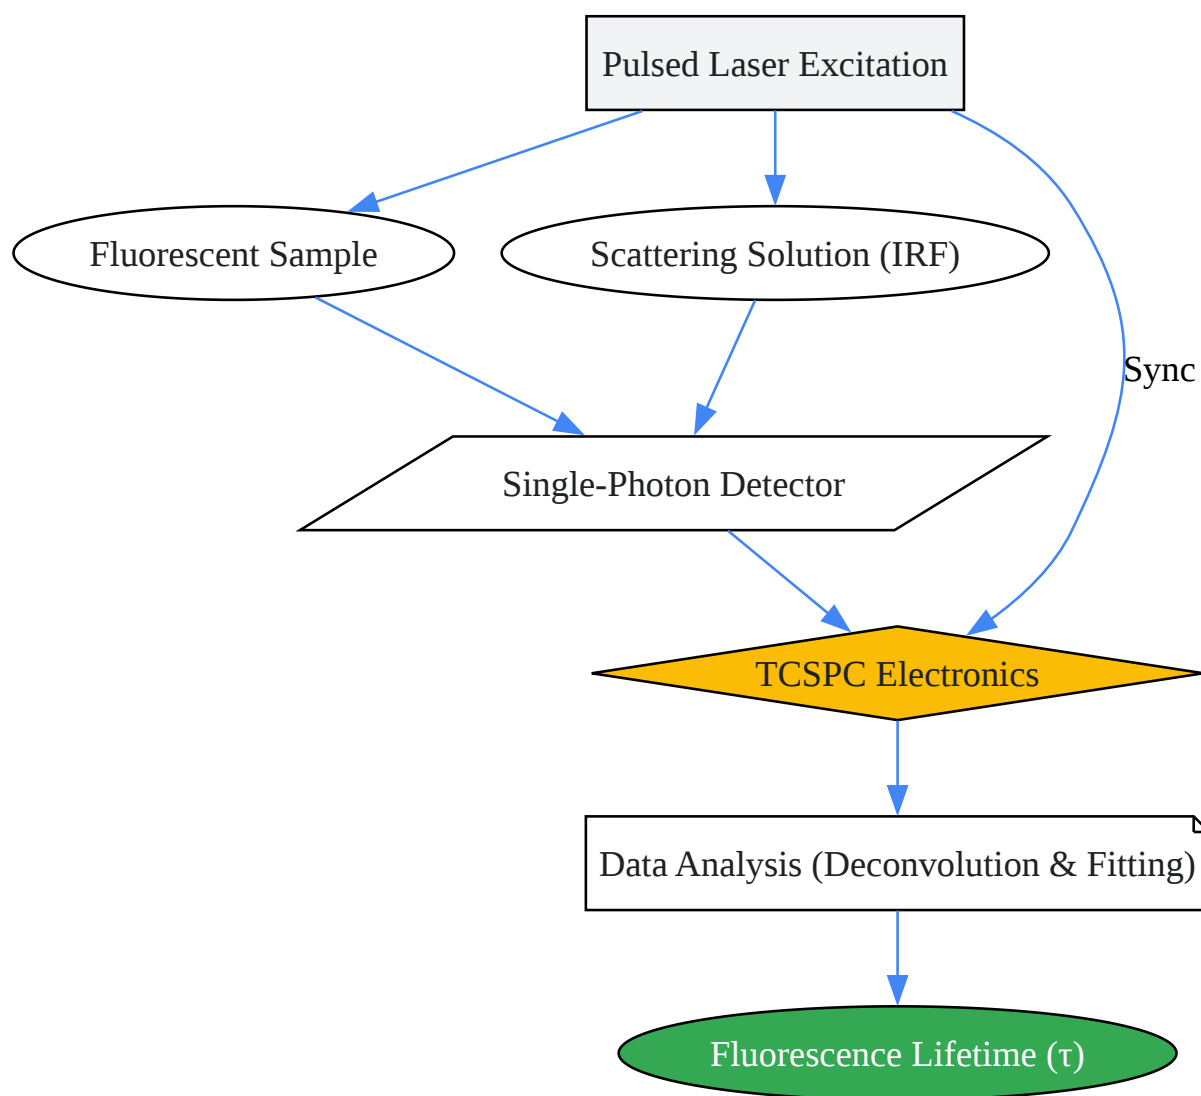 Pulsed Laser Excitation
Fluorescent Sample
Scattering Solution (IRF)
Sync
Single-Photon Detector
TCSPC Electronics
Data Analysis (Deconvolution & Fitting)
Fluorescence Lifetime (τ)